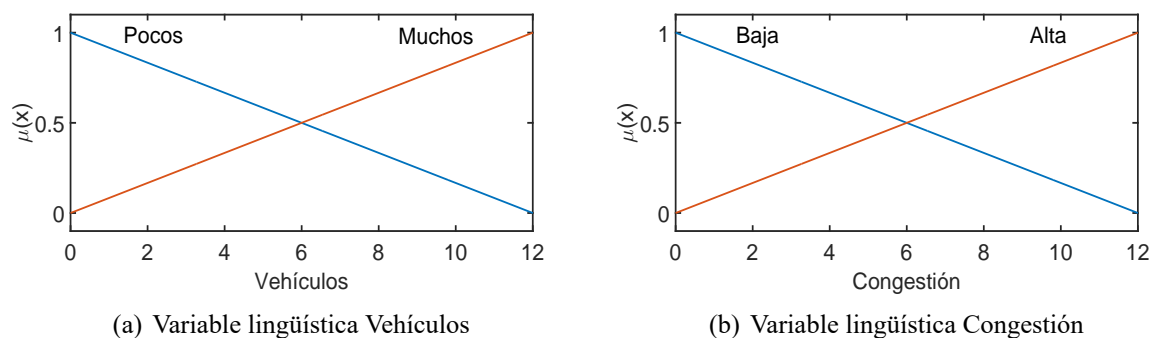 Pocos Muchos
1
0.5
0
μ(x)
0 2 4 6 8 10 12
Vehículos
(a) Variable lingüística Vehículos
Baja Alta
1
0.5
0
μ(x)
0 2 4 6 8 10 12
Congestión
(b) Variable lingüística Congestión